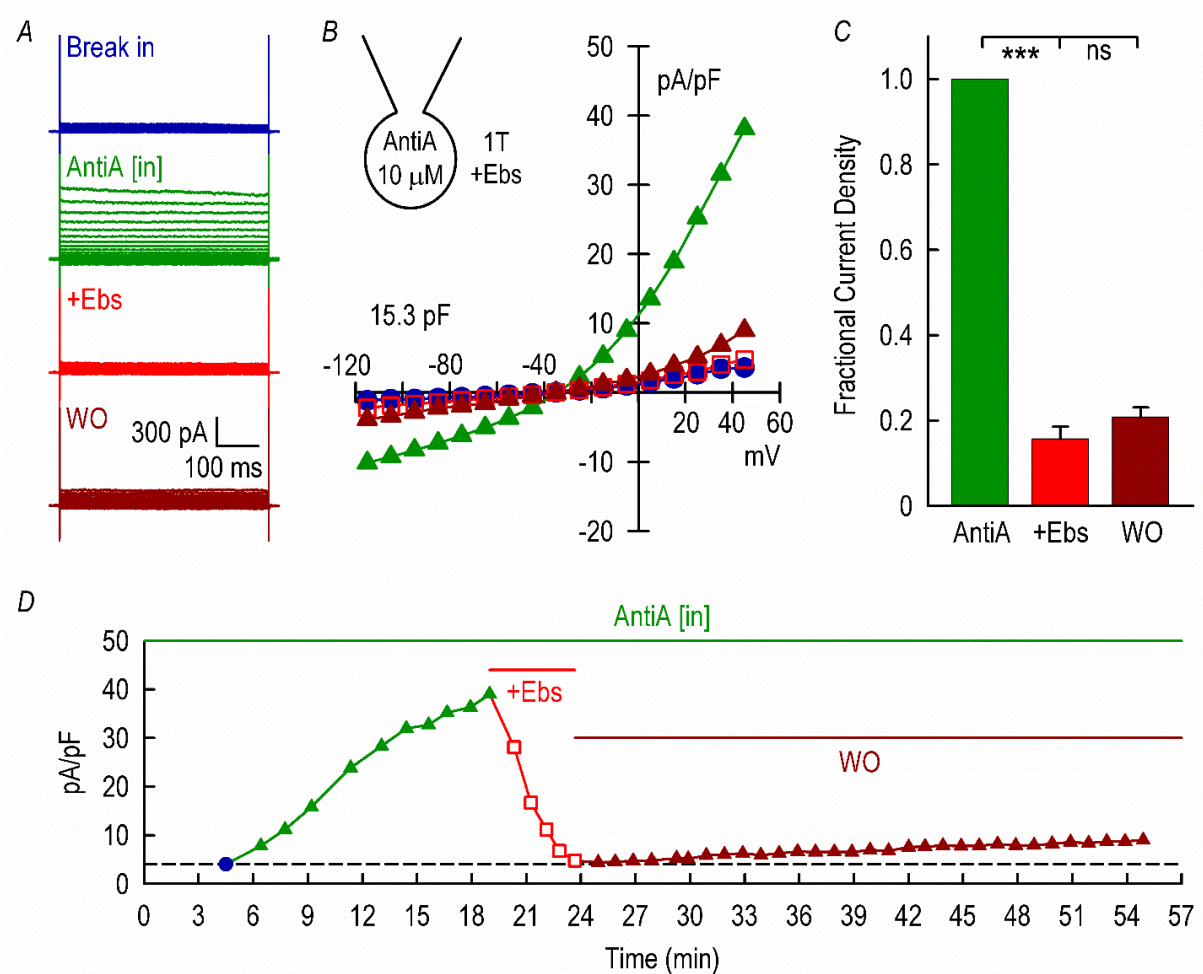 A
Break in
AntiA [in]
+Ebs
WO
300 pA
100 ms
B
AntiA
10 μM
1T
+Ebs
15.3 pF
pA/pF
50
40
30
20
10
-10
-20
-120
-80
-40
20
40
60
mV
C
*** ns
Fractional Current Density
1.0
0.8
0.6
0.4
0.2
0
AntiA +Ebs WO
D
AntiA [in]
+Ebs
WO
pA/pF
50
40
30
20
10
0
0 3 6 9 12 15 18 21 24 27 30 33 36 39 42 45 48 51 54 57
Time (min)